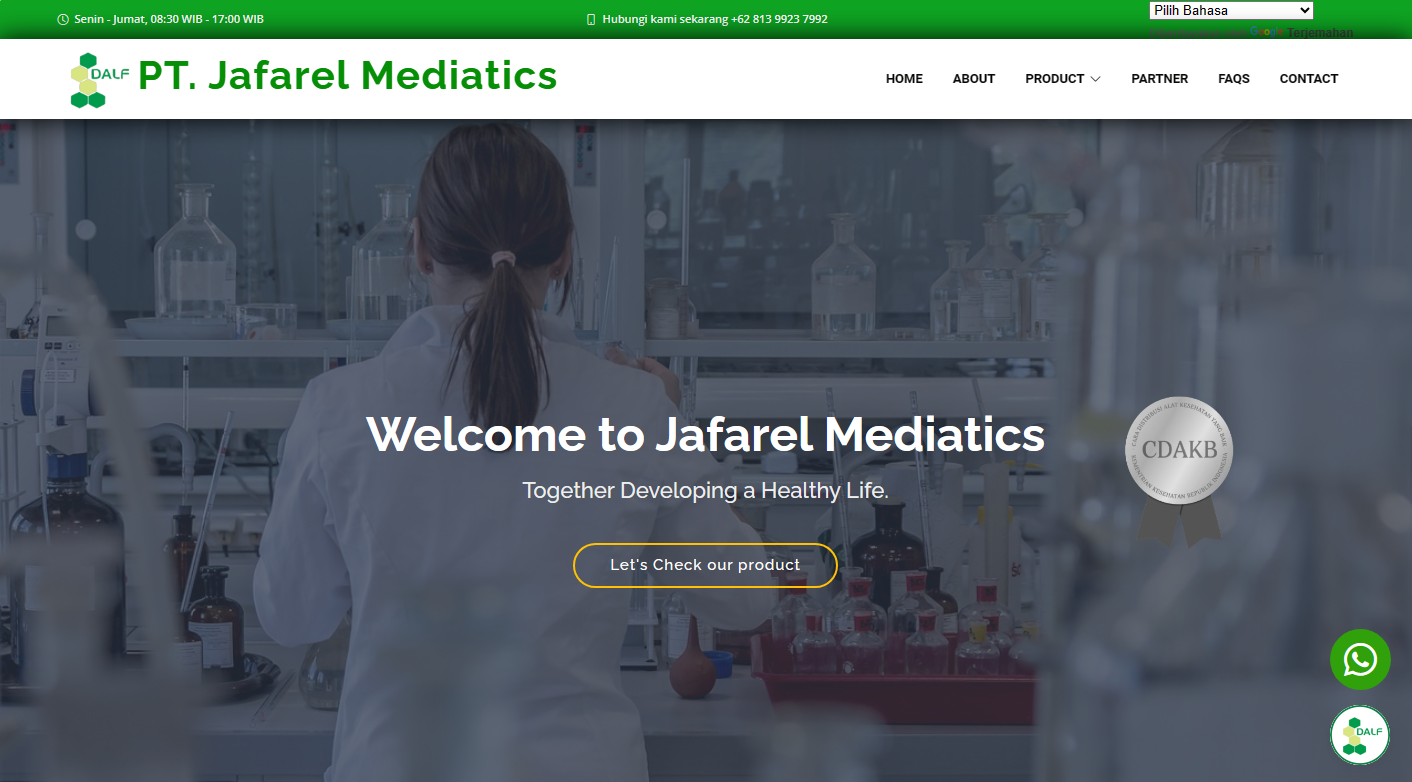 Senin - Jumat, 08:30 WIB - 17:00 WIB
Hubungi kami sekarang +62 813 9923 7992
Pilih Bahasa
Google Terjemahan
DALF
PT. Jafarel Mediatics
HOME
ABOUT
PRODUCT
PARTNER
FAQS
CONTACT
Welcome to Jafarel Mediatics
Together Developing a Healthy Life.
Let's Check our product
CARA DISTRIBUSI ALAT KESEHATAN YANG BAIK
CDAKB
KEMENTRIAN KESEHATAN REPUBLIK INDONESIA
DALF